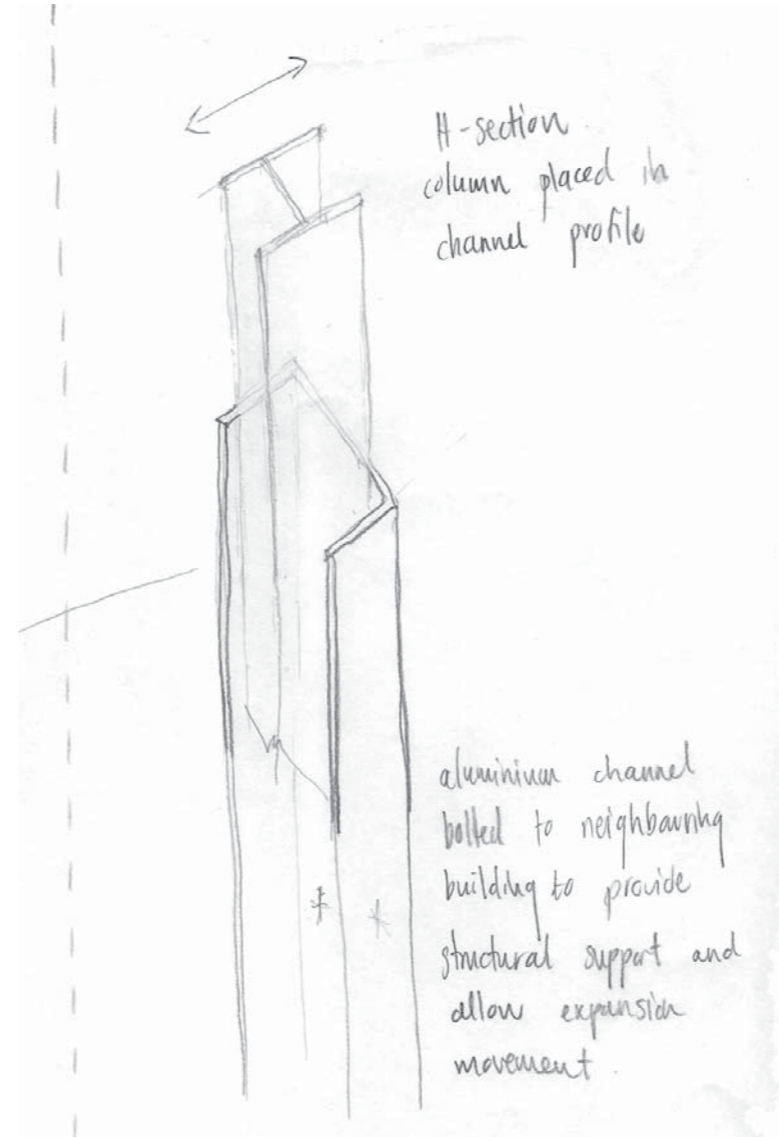 H-section.
column placed in
channel profile
aluminium channel
bolted to neighbouring
building to provide
structural support and
allow expansion
movement.